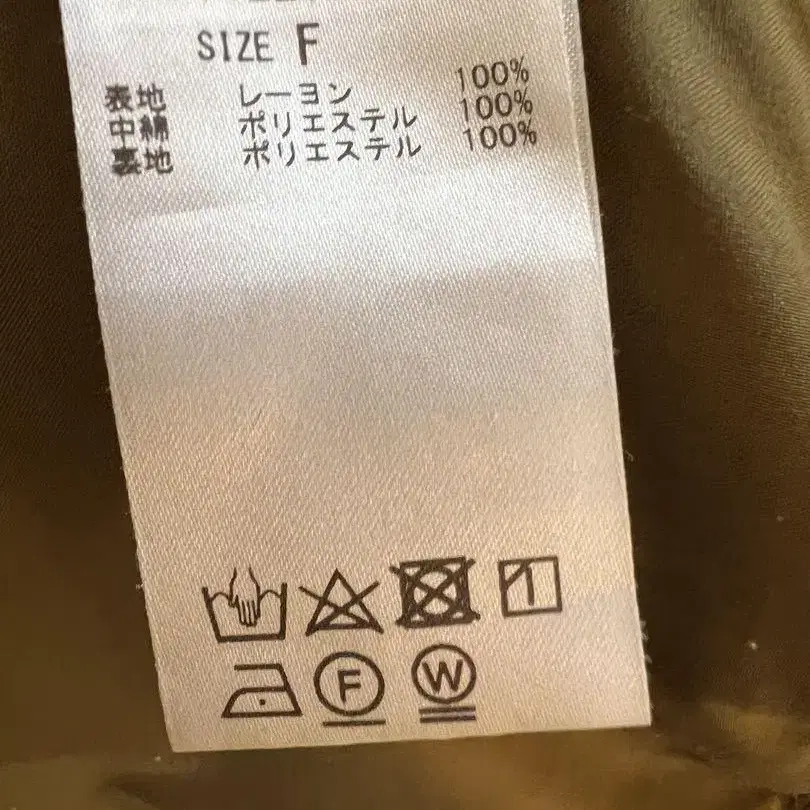 SIZE F
表地 レーヨン 100%
中綿 ポリエステル 100%
裏地 ポリエステル 100%
F W